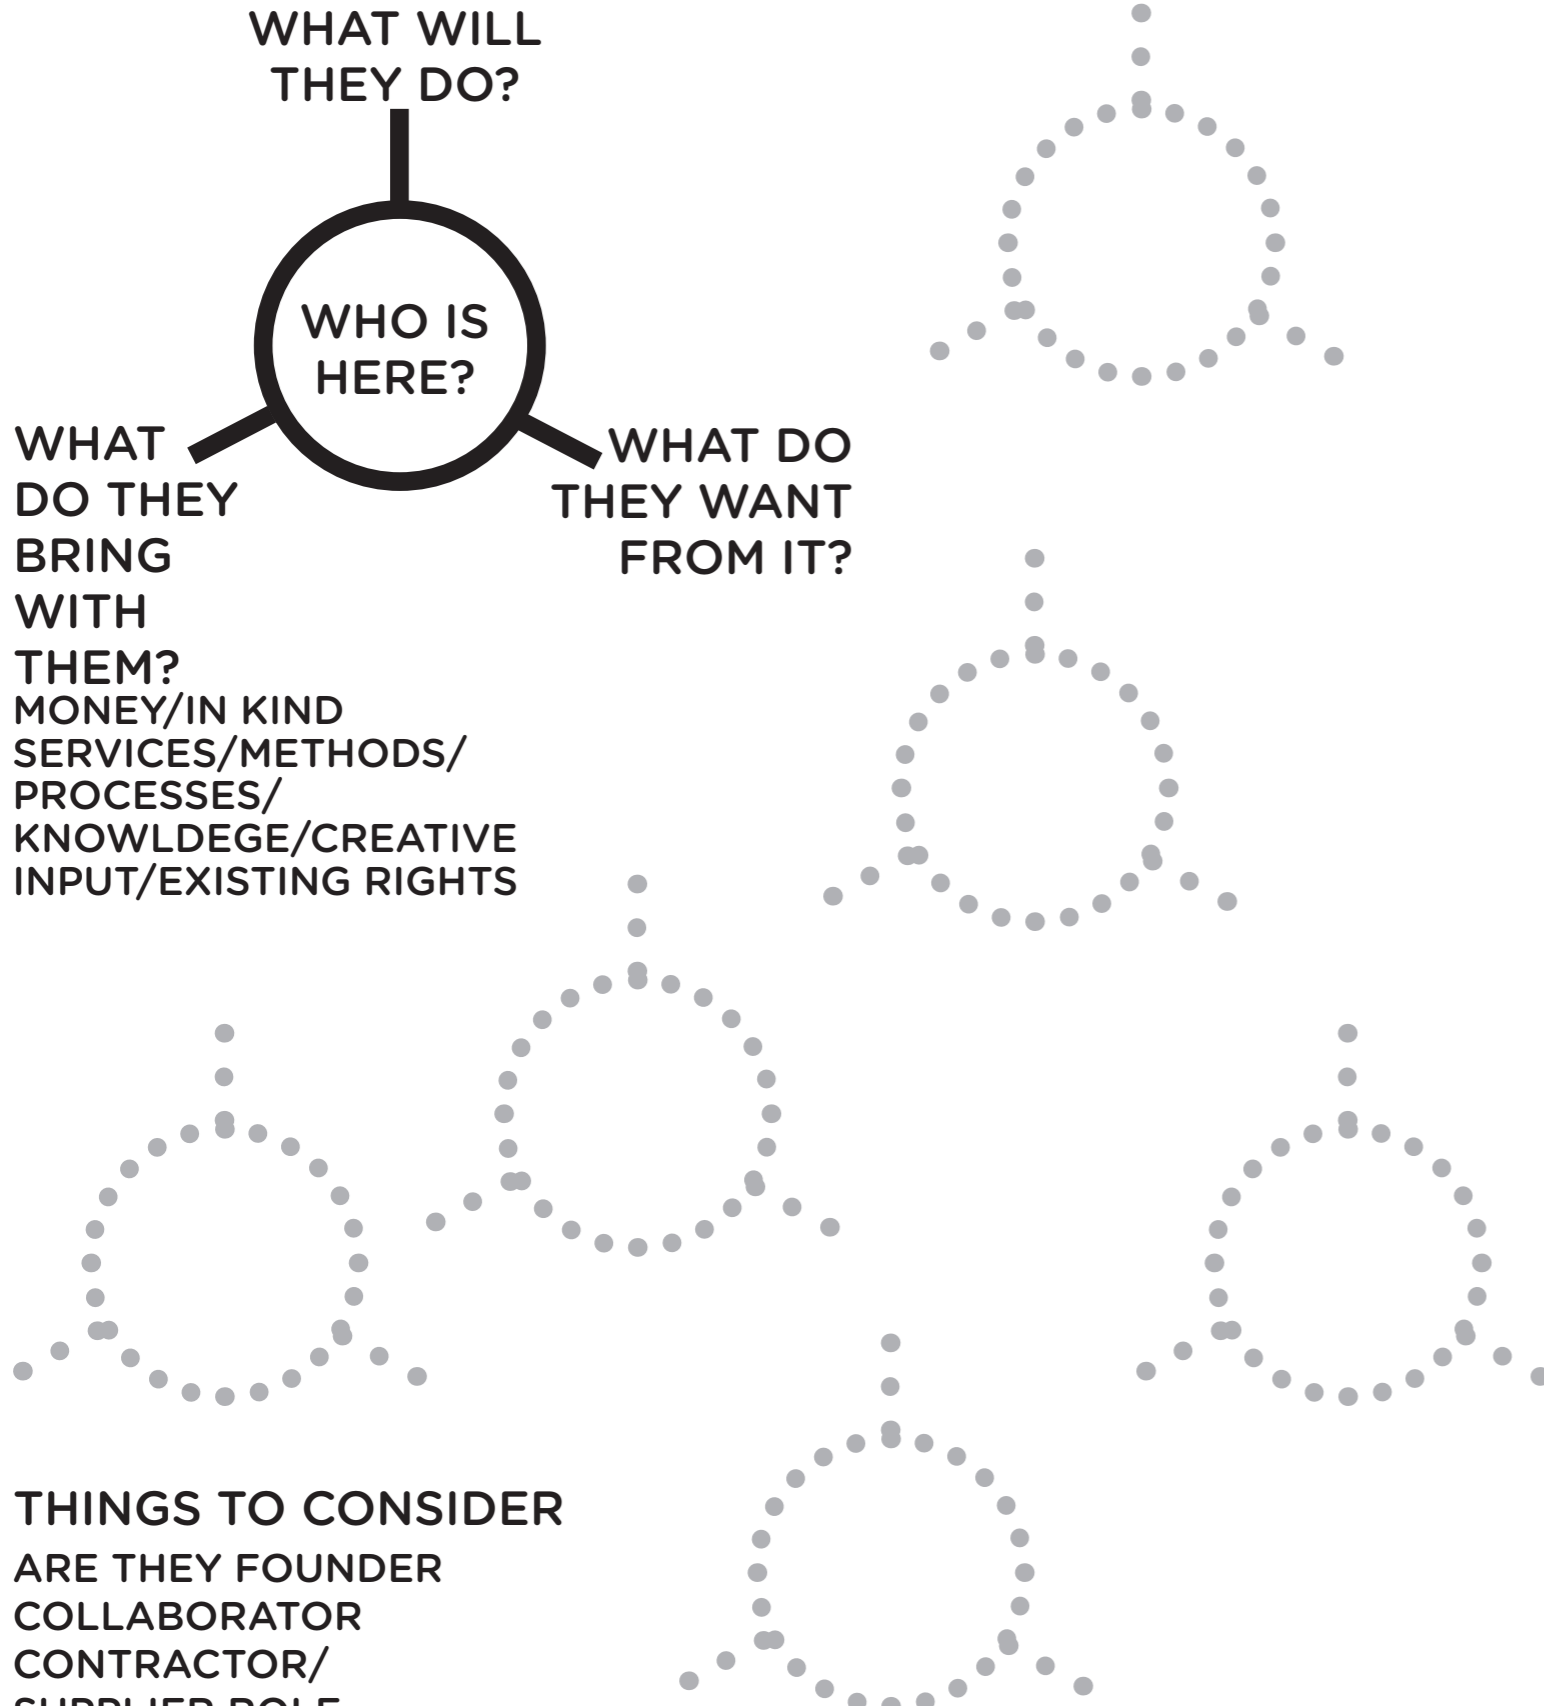 WHAT WILL
THEY DO?
WHO IS
HERE?
WHAT
DO THEY
BRING
WITH
THEM?
MONEY/IN KIND
SERVICES/METHODS/
PROCESSES/
KNOWLDEGE/CREATIVE
INPUT/EXISTING RIGHTS
WHAT DO
THEY WANT
FROM IT?
THINGS TO CONSIDER
ARE THEY FOUNDER
COLLABORATOR
CONTRACTOR/
SUPPLIER ROLE